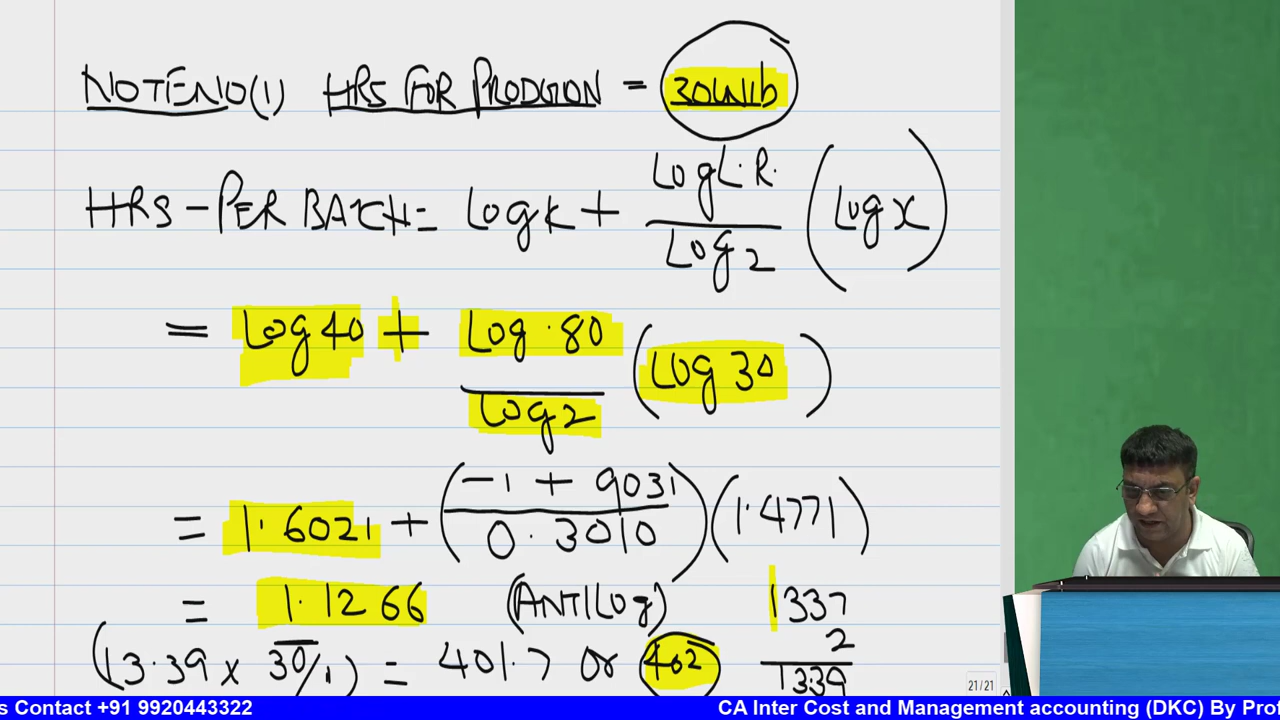 NOTENO(1) HRS FOR PRODUCTION = 30 UNITS
HRS - PER BATCH = Log K + Log L.R. / Log 2 (Log x)
= Log 40 + Log .80 / Log 2 (Log 30)
= 1.6021 + (-1 + 9031 / 0.3010) (1.4771)
= 1.1266 (ANTILOG) 1337
2
(13.39 x 30/1) = 401.7 or 402 1339
21/21
s Contact +91 9920443322 CA Inter Cost and Management accounting (DKC) By Prof